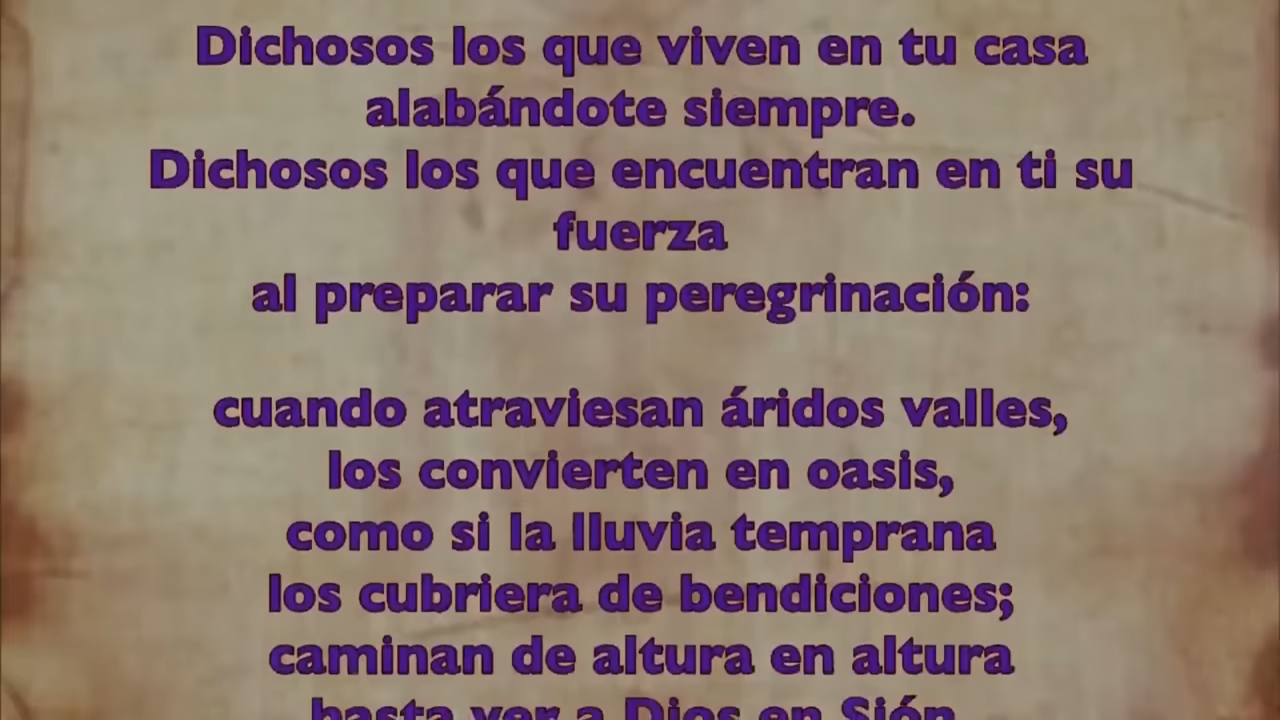 Dichosos los que viven en tu casa
alabándote siempre.
Dichosos los que encuentran en ti su
fuerza
al preparar su peregrinación:
cuando atraviesan áridos valles,
los convierten en oasis,
como si la lluvia temprana
los cubriera de bendiciones;
caminan de altura en altura
hasta ver a Dios en Sión